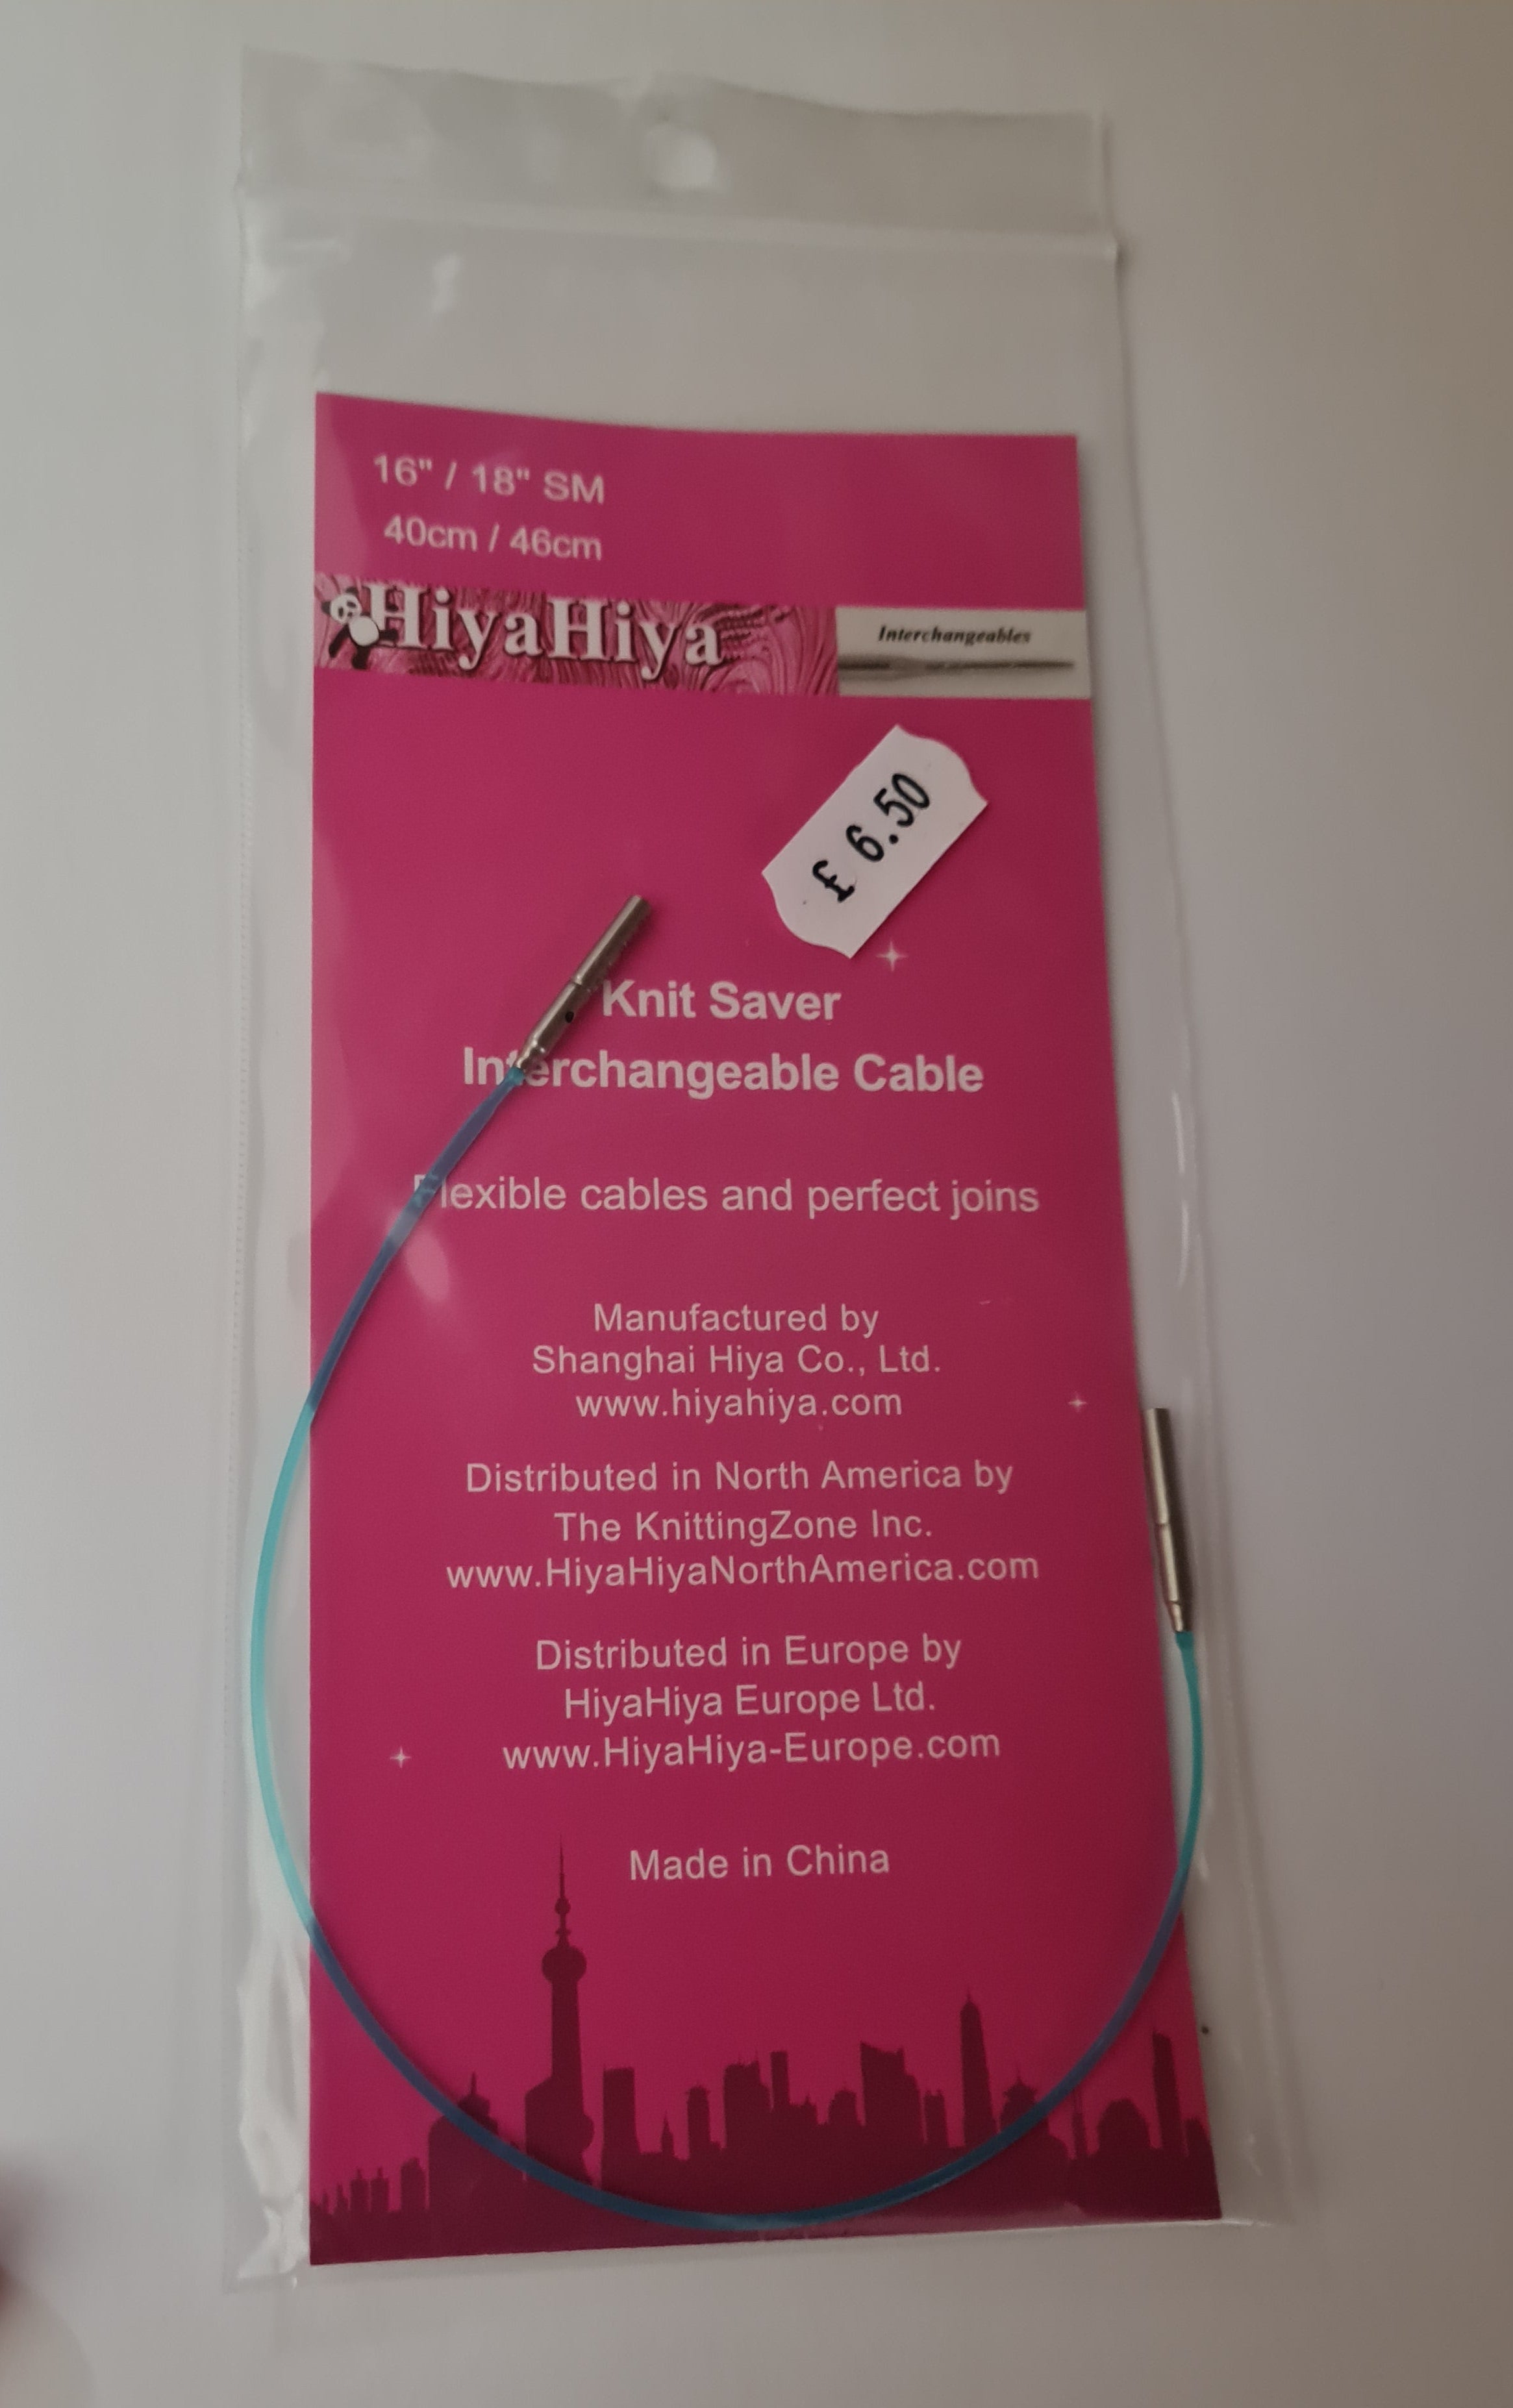 16" / 18" SM
40cm / 46cm
HiyaHiya
Interchangeables
£ 6.50
Knit Saver
Interchangeable Cable
Flexible cables and perfect joins
Manufactured by
Shanghai Hiya Co., Ltd.
www.hiyahiya.com
Distributed in North America by
The KnittingZone Inc.
www.HiyaHiyaNorthAmerica.com
Distributed in Europe by
HiyaHiya Europe Ltd.
www.HiyaHiya-Europe.com
Made in China